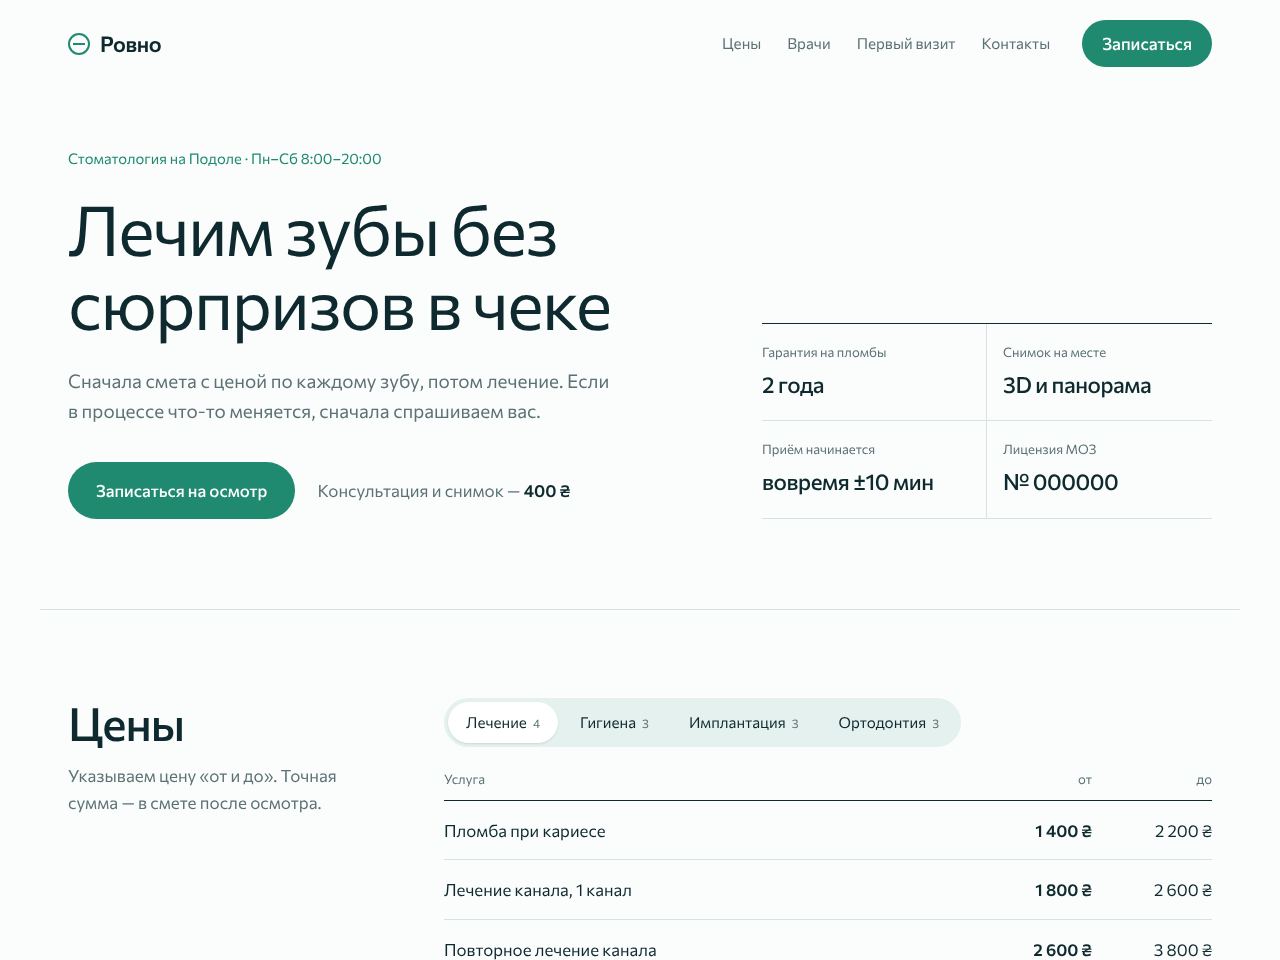 Ровно
Цены
Врачи
Первый визит
Контакты
Записаться
Стоматология на Подоле · Пн–Сб 8:00–20:00
Лечим зубы без
сюрпризов в чеке
Сначала смета с ценой по каждому зубу, потом лечение. Если
в процессе что-то меняется, сначала спрашиваем вас.
Записаться на осмотр
Консультация и снимок — 400 ₴
Гарантия на пломбы
2 года
Снимок на месте
3D и панорама
Приём начинается
вовремя ±10 мин
Лицензия МОЗ
№ 000000
Цены
Указываем цену «от и до». Точная
сумма — в смете после осмотра.
Лечение 4
Гигиена 3
Имплантация 3
Ортодонтия 3
Услуга от до
Пломба при кариесе 1 400 ₴ 2 200 ₴
Лечение канала, 1 канал 1 800 ₴ 2 600 ₴
Повторное лечение канала 2 600 ₴ 3 800 ₴